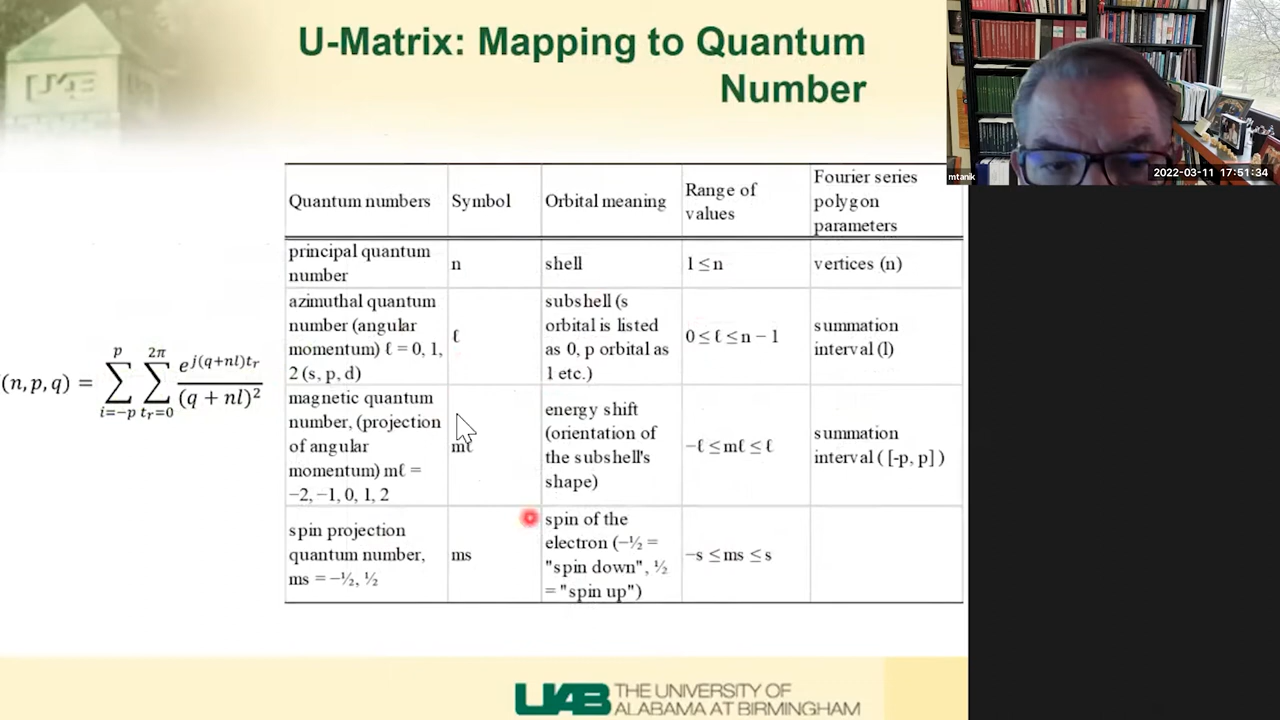 U-Matrix: Mapping to Quantum
Number
mtanik
2022-03-11 17:51:34
(n, p, q) = \sum_{i=-p}^{p} \sum_{t_r=0}^{2π} \frac{e^{j(q+nl)t_r}}{(q + nl)^2}
Quantum numbers
Symbol
Orbital meaning
Range of
values
Fourier series
polygon
parameters
principal quantum
number
n
shell
1 ≤ n
vertices (n)
azimuthal quantum
number (angular
momentum) ℓ = 0, 1,
2 (s, p, d)
ℓ
subshell (s
orbital is listed
as 0, p orbital as
1 etc.)
0 ≤ ℓ ≤ n − 1
summation
interval (l)
magnetic quantum
number, (projection
of angular
momentum) mℓ =
−2, −1, 0, 1, 2
mℓ
energy shift
(orientation of
the subshell's
shape)
−ℓ ≤ mℓ ≤ ℓ
summation
interval ( [-p, p] )
spin projection
quantum number,
ms = −½, ½
ms
spin of the
electron (−½ =
"spin down", ½
= "spin up")
−s ≤ ms ≤ s
UAB
THE UNIVERSITY OF
ALABAMA AT BIRMINGHAM